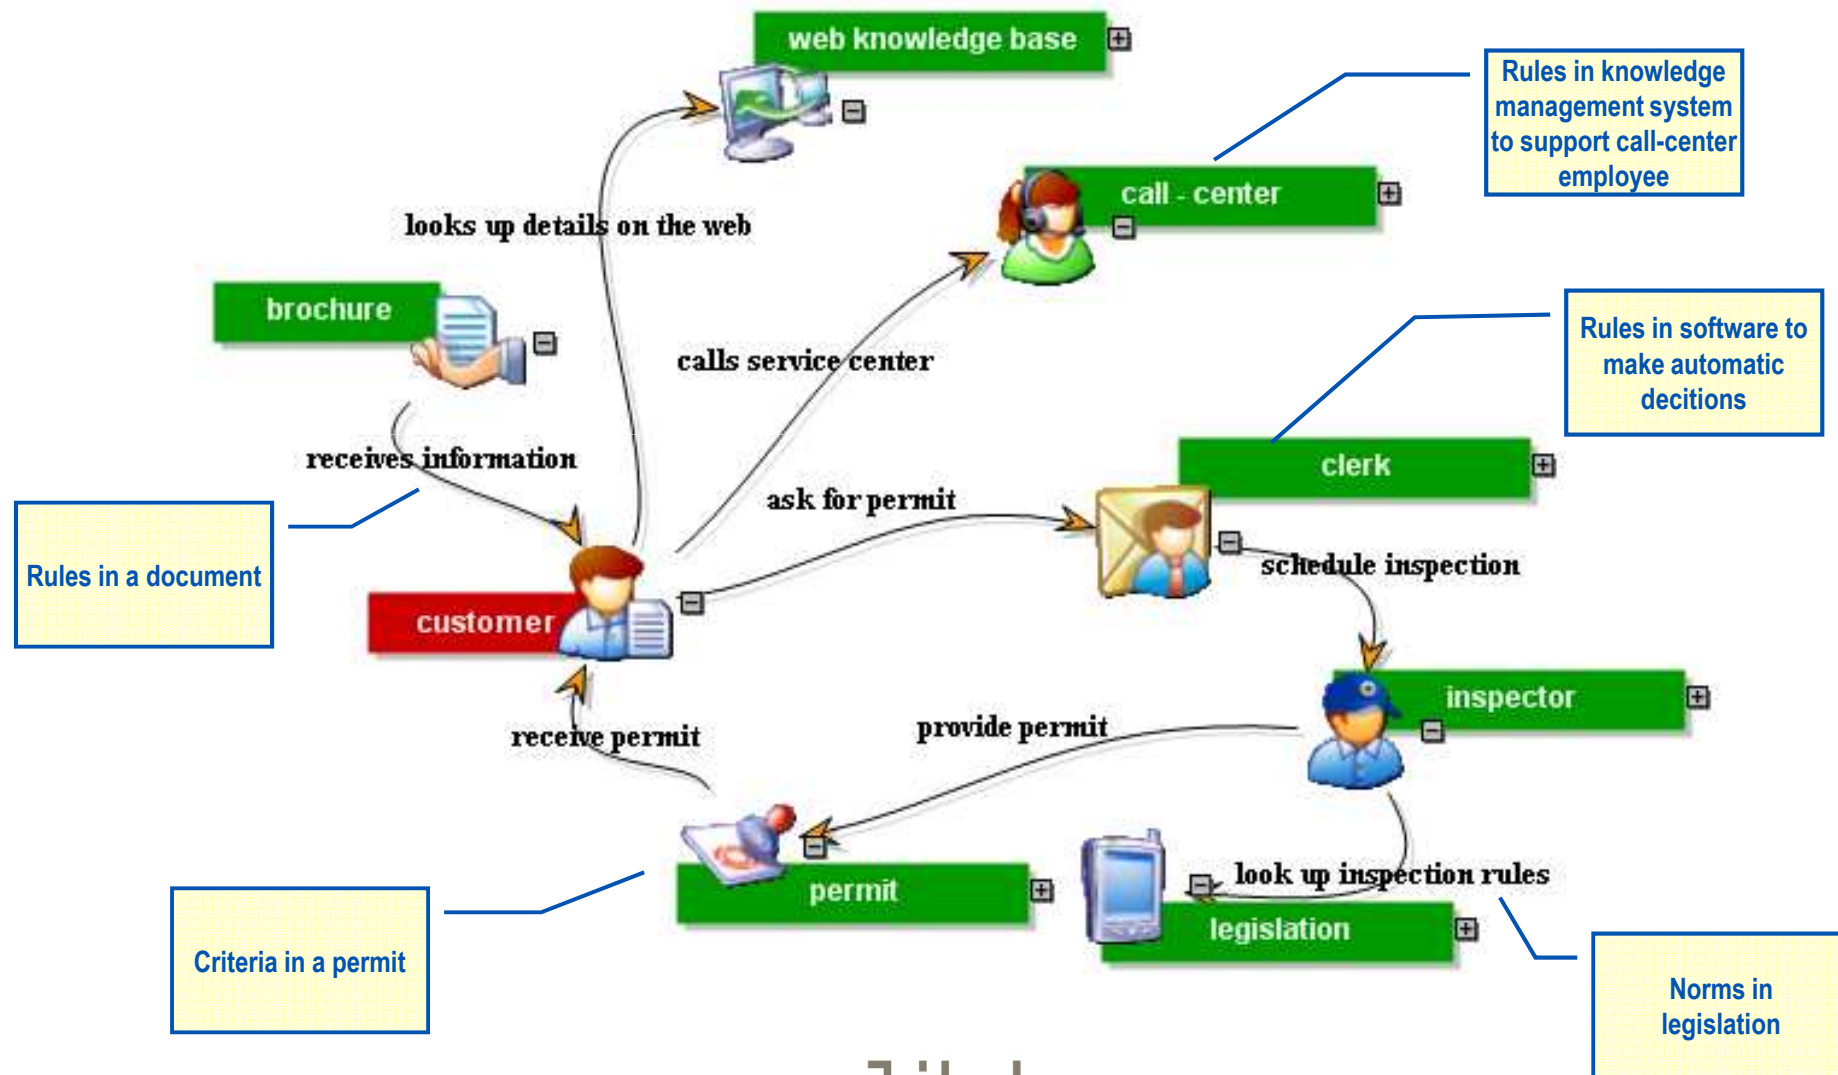 web knowledge base
Rules in knowledge
management system
to support call-center
employee
call - center
looks up details on the web
brochure
Rules in software to
make automatic
decitions
calls service center
receives information
clerk
ask for permit
schedule inspection
Rules in a document
customer
inspector
receive permit
provide permit
look up inspection rules
permit
legislation
Criteria in a permit
Norms in
legislation